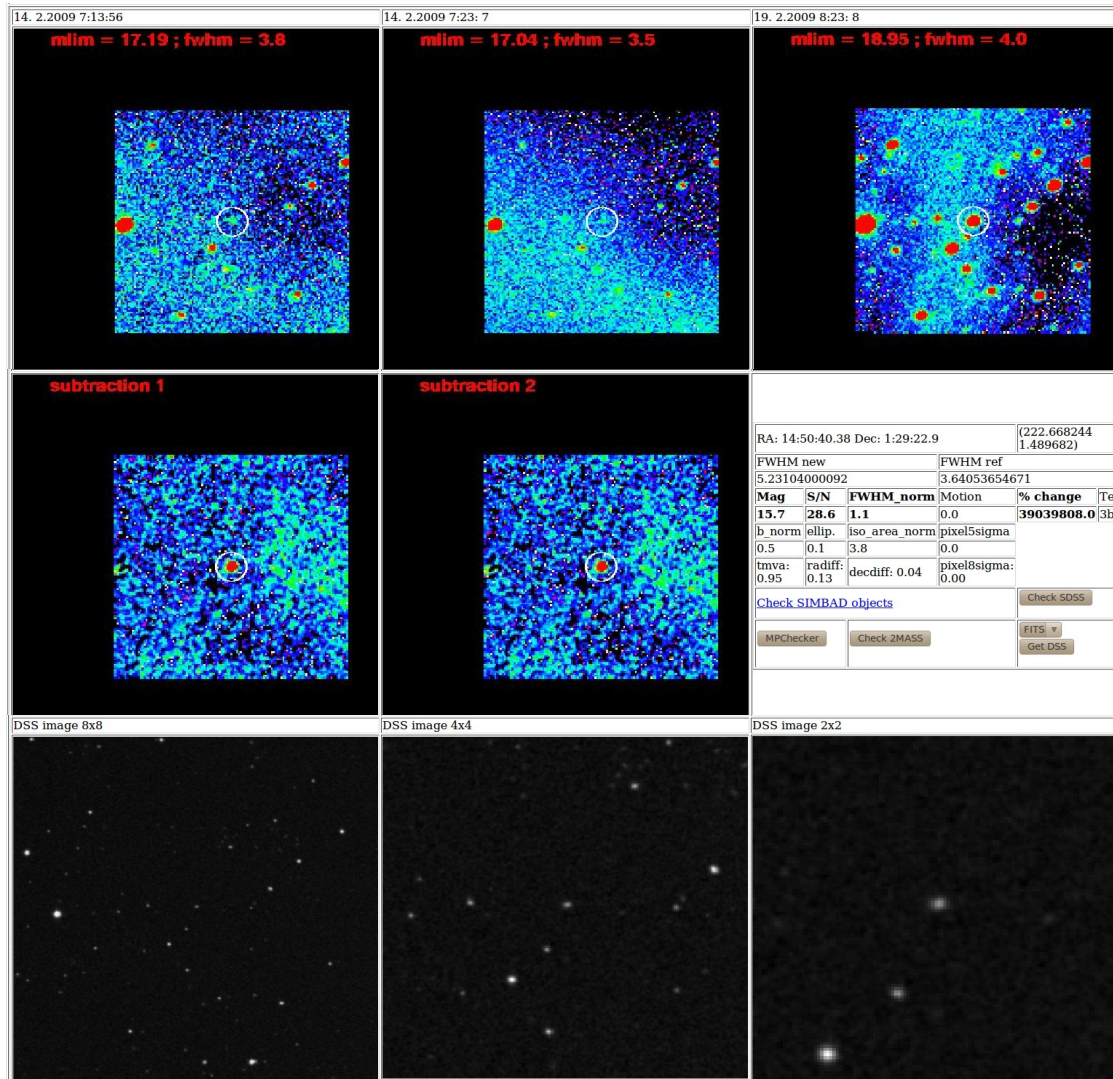 14. 2.2009 7:13:56
14. 2.2009 7:23: 7
19. 2.2009 8:23: 8
mlim = 17.19 ; fwhm = 3.8
mlim = 17.04 ; fwhm = 3.5
mlim = 18.95 ; fwhm = 4.0
subtraction 1
subtraction 2
RA: 14:50:40.38 Dec: 1:29:22.9
(222.668244
1.489682)
FWHM new
FWHM ref
5.23104000092
3.64053654671
Mag S/N FWHM_norm Motion % change Te
15.7 28.6 1.1 0.0 39039808.0 3b
b_norm ellip. iso_area_norm pixel5sigma
0.5 0.1 3.8 0.0
tmva: 0.95
radiff: 0.13
decdiff: 0.04
pixel8sigma: 0.00
Check SIMBAD objects
Check SDSS
MPChecker
Check 2MASS
FITS
Get DSS
DSS image 8x8
DSS image 4x4
DSS image 2x2